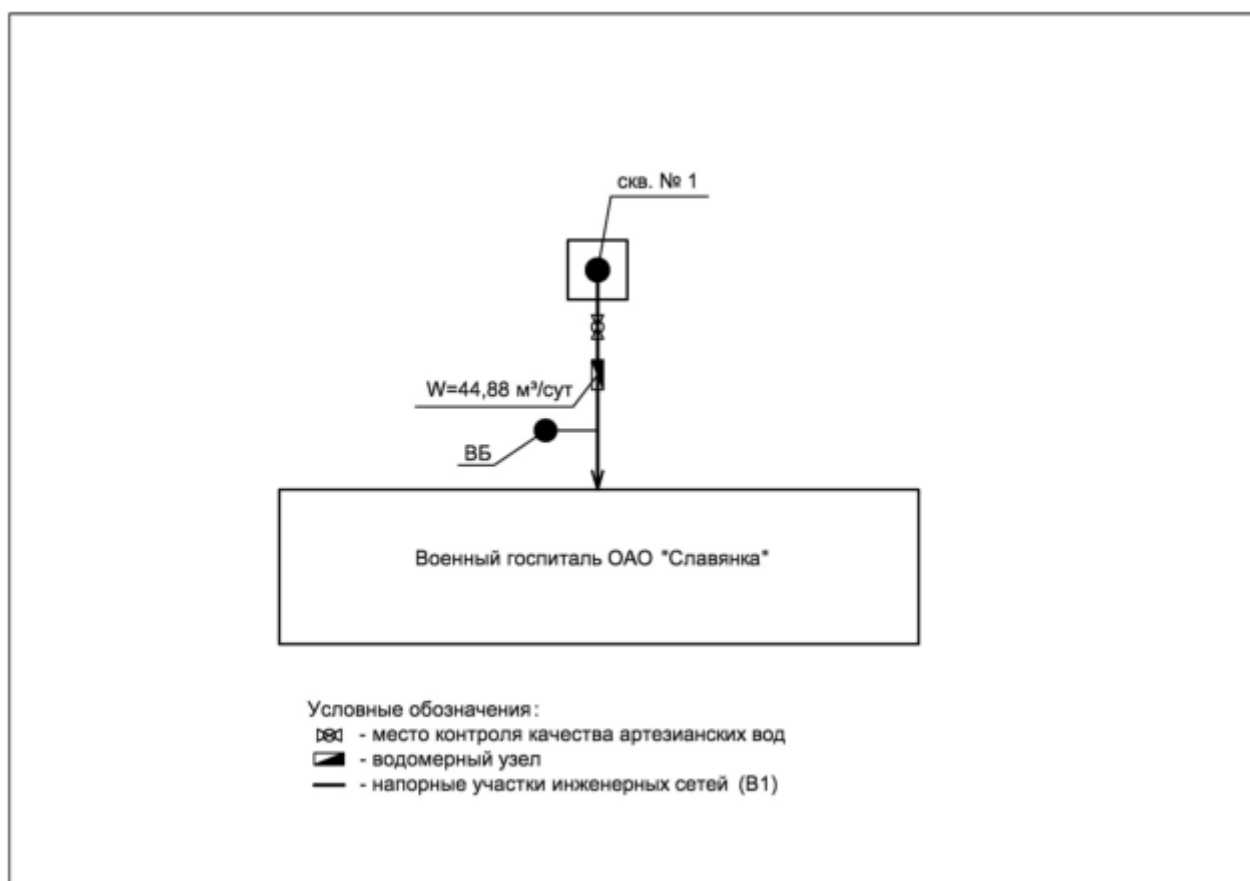 скв. № 1
W=44,88 м³/сут
ВБ
Военный госпиталь ОАО "Славянка"
Условные обозначения:
- место контроля качества артезианских вод
- водомерный узел
- напорные участки инженерных сетей (В1)